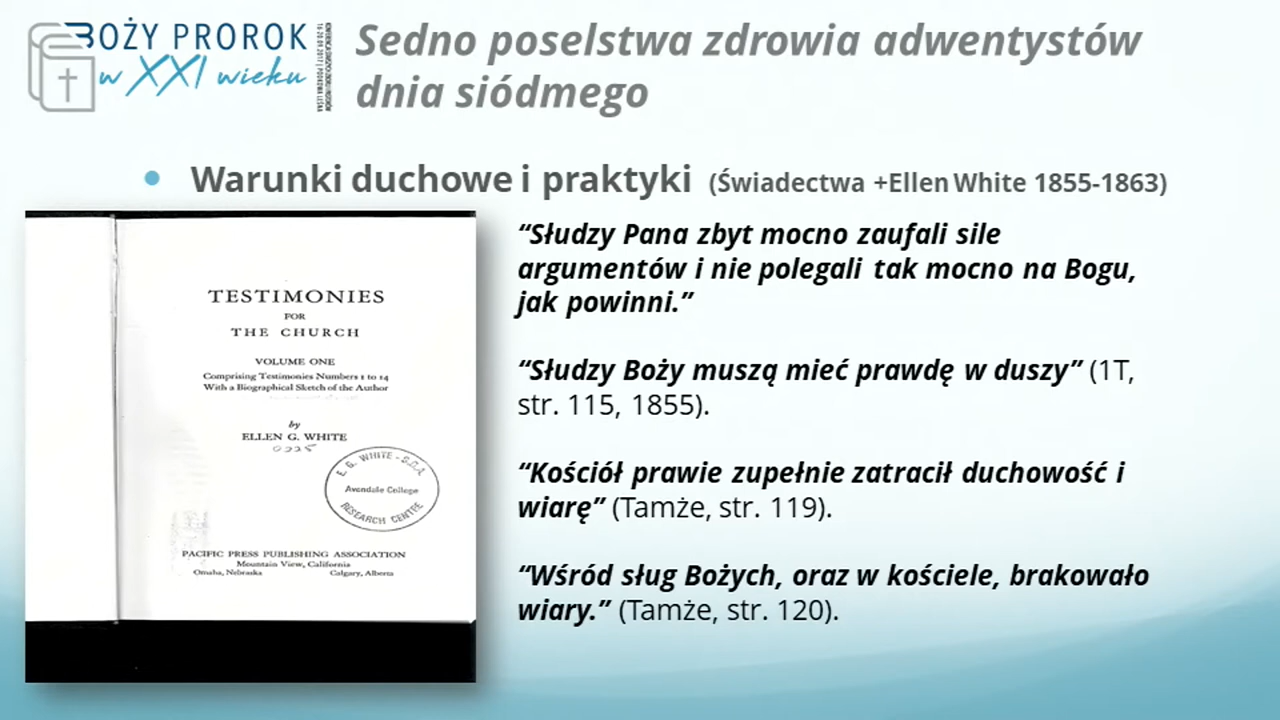 BOŻY PROROK
w XXI wieku
Sedno poselstwa zdrowia adwentystów
dnia siódmego
• Warunki duchowe i praktyki (Świadectwa +Ellen White 1855-1863)
TESTIMONIES
FOR
THE CHURCH
VOLUME ONE
Comprising Testimonies Numbers 1 to 14
With a Biographical Sketch of the Author
by
ELLEN G. WHITE
E. G. WHITE - S.D.A.
Avondale College
RESEARCH CENTRE
PACIFIC PRESS PUBLISHING ASSOCIATION
Mountain View, California
Omaha, Nebraska Calgary, Alberta
“Słudzy Pana zbyt mocno zaufali sile
argumentów i nie polegali tak mocno na Bogu,
jak powinni.”
“Słudzy Boży muszą mieć prawdę w duszy” (1T,
str. 115, 1855).
“Kościół prawie zupełnie zatracił duchowość i
wiarę” (Tamże, str. 119).
“Wśród sług Bożych, oraz w kościele, brakowało
wiary.” (Tamże, str. 120).